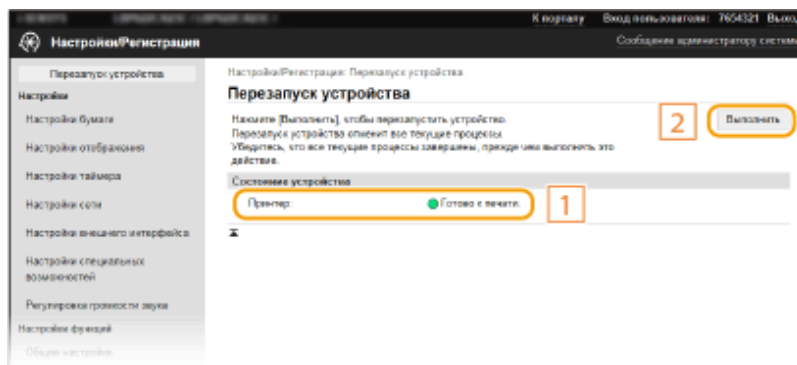 К порталу Вход пользователя: 7654321 Выход
Настройки/Регистрация
Сообщение администратору системы
Перезапуск устройства
Настройки
Настройки бумаги
Настройки отображения
Настройки таймера
Настройки сети
Настройки внешнего интерфейса
Настройки специальных
возможностей
Регулировка громкости звука
Настройки функций
Общие настройки
Настройки/Регистрация: Перезапуск устройства
Перезапуск устройства
Нажмите [Выполнить], чтобы перезапустить устройство.
Перезапуск устройства отменит все текущие процессы.
Убедитесь, что все текущие процессы завершены, прежде чем выполнять это
действие.
2
Выполнить
Состояние устройства
Принтер: Готово к печати.
1